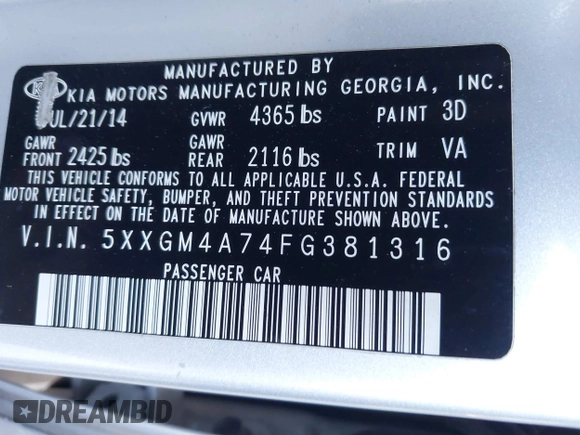 MANUFACTURED BY
KIA MOTORS MANUFACTURING GEORGIA, INC.
UL/21/14 GVWR 4365 lbs PAINT 3D
GAWR FRONT 2425 lbs GAWR REAR 2116 lbs TRIM VA
THIS VEHICLE CONFORMS TO ALL APPLICABLE U.S.A. FEDERAL
MOTOR VEHICLE SAFETY, BUMPER, AND THEFT PREVENTION STANDARDS
IN EFFECT ON THE DATE OF MANUFACTURE SHOWN ABOVE.
V.I.N. 5XXGM4A74FG381316
PASSENGER CAR
DREAMBID